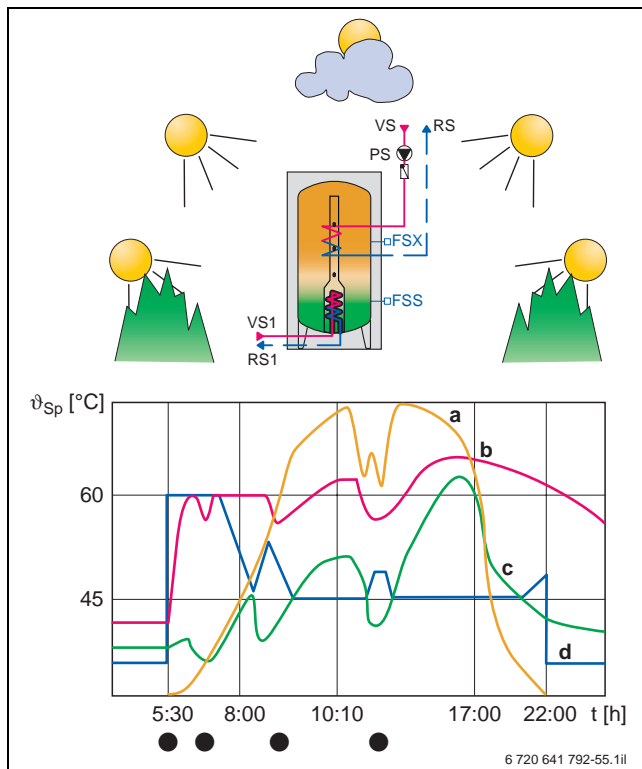 VS
RS
PS
FSX
FSS
VS1
RS1
ϑSp [°C]
a
b
60
c
45
d
5:30
8:00
10:10
17:00
22:00
t [h]
6 720 641 792-55.1il